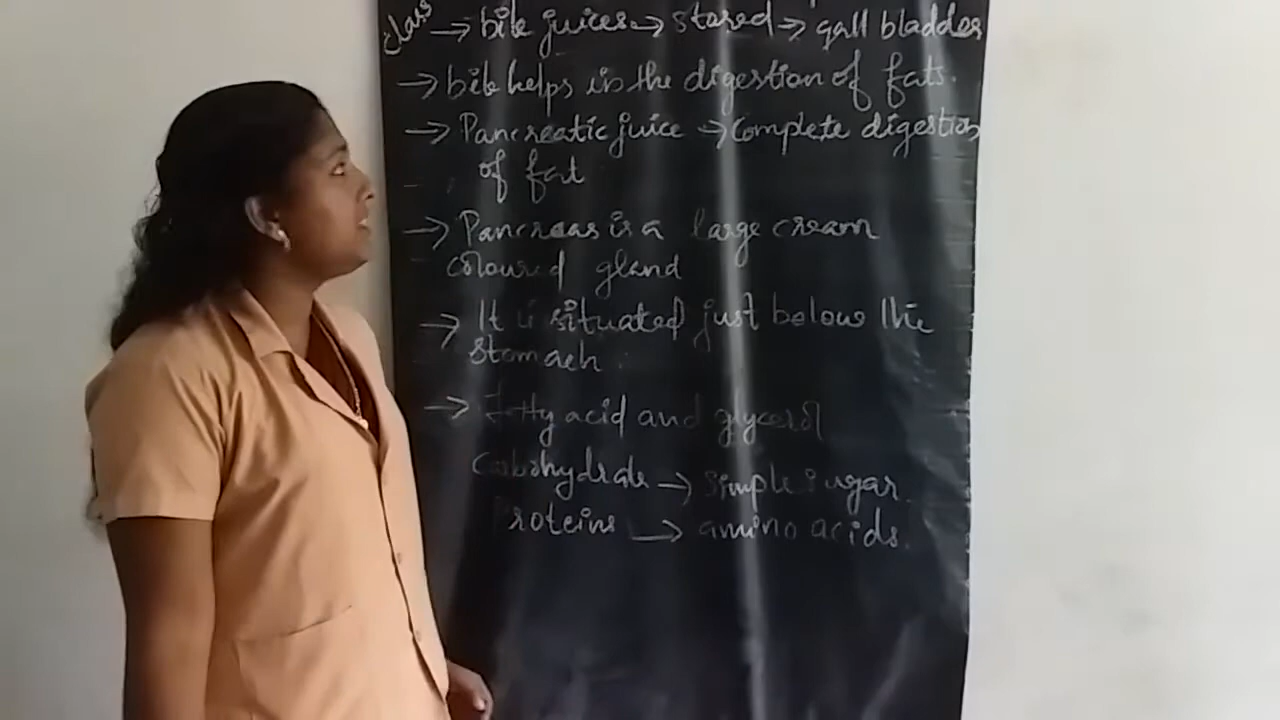 class → bile juices → stored → gall bladder
→ bile helps in the digestion of fats.
→ Pancreatic juice → Complete digestion
of fat
→ Pancreas is a large cream
coloured gland
→ It is situated just below the
stomach.
→ Fatty acid and glycerol
Carbohydrate → Simple sugar.
Proteins → amino acids.